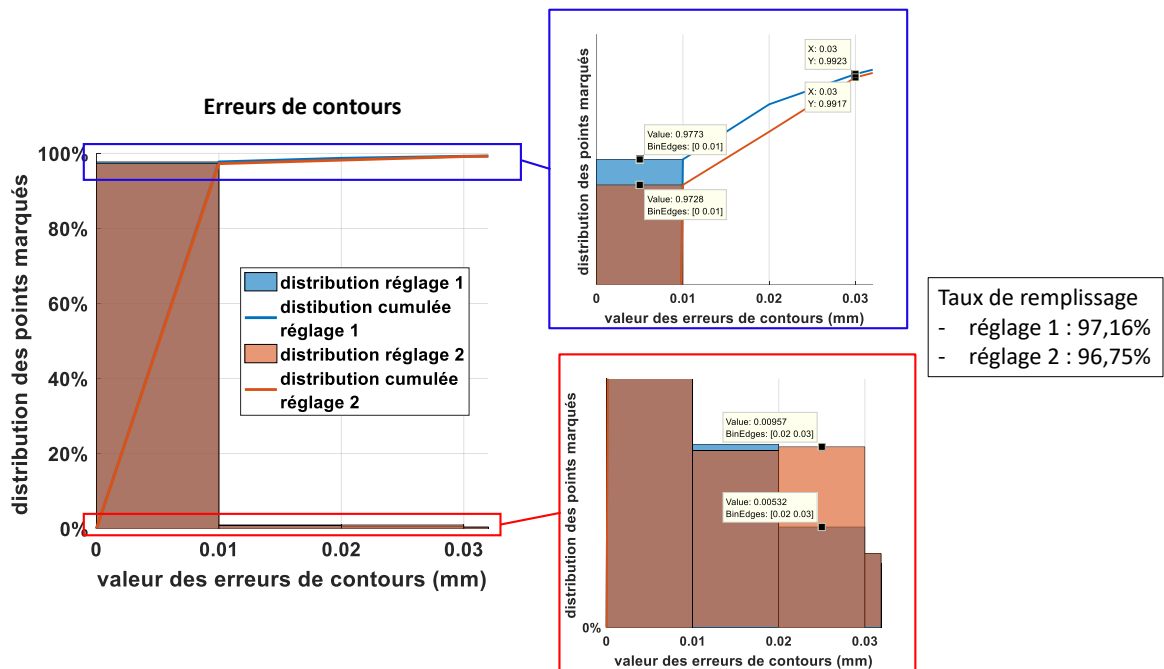 Erreurs de contours
distribution des points marqués
100%
80%
60%
40%
20%
0%
0
0.01
0.02
0.03
valeur des erreurs de contours (mm)
distribution réglage 1
distibution cumulée
réglage 1
distribution réglage 2
distribution cumulée
réglage 2
distribution des points marqués
X: 0.03
Y: 0.9923
X: 0.03
Y: 0.9917
Value: 0.9773
BinEdges: [0 0.01]
Value: 0.9728
BinEdges: [0 0.01]
0
0.01
0.02
0.03
valeur des erreurs de contours (mm)
distribution des points marqués
Value: 0.00957
BinEdges: [0.02 0.03]
Value: 0.00532
BinEdges: [0.02 0.03]
0%
0
0.01
0.02
0.03
valeur des erreurs de contours (mm)
Taux de remplissage
- réglage 1 : 97,16%
- réglage 2 : 96,75%